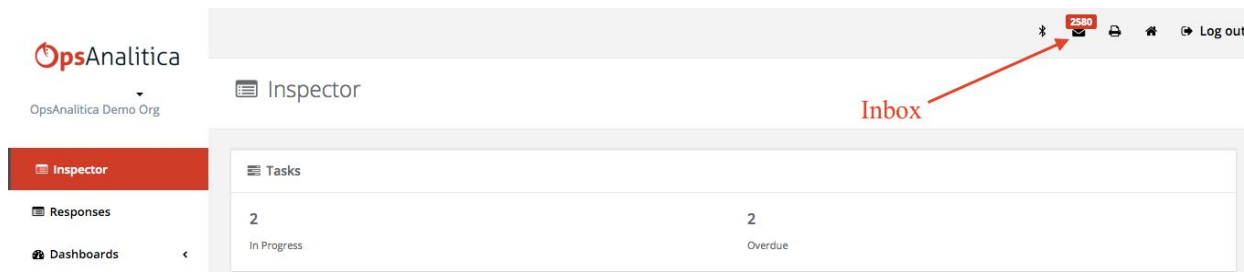 2580
Log out
OpsAnalitica
OpsAnalitica Demo Org
Inspector
Inbox
Inspector
Tasks
Responses
2
2
In Progress
Overdue
Dashboards